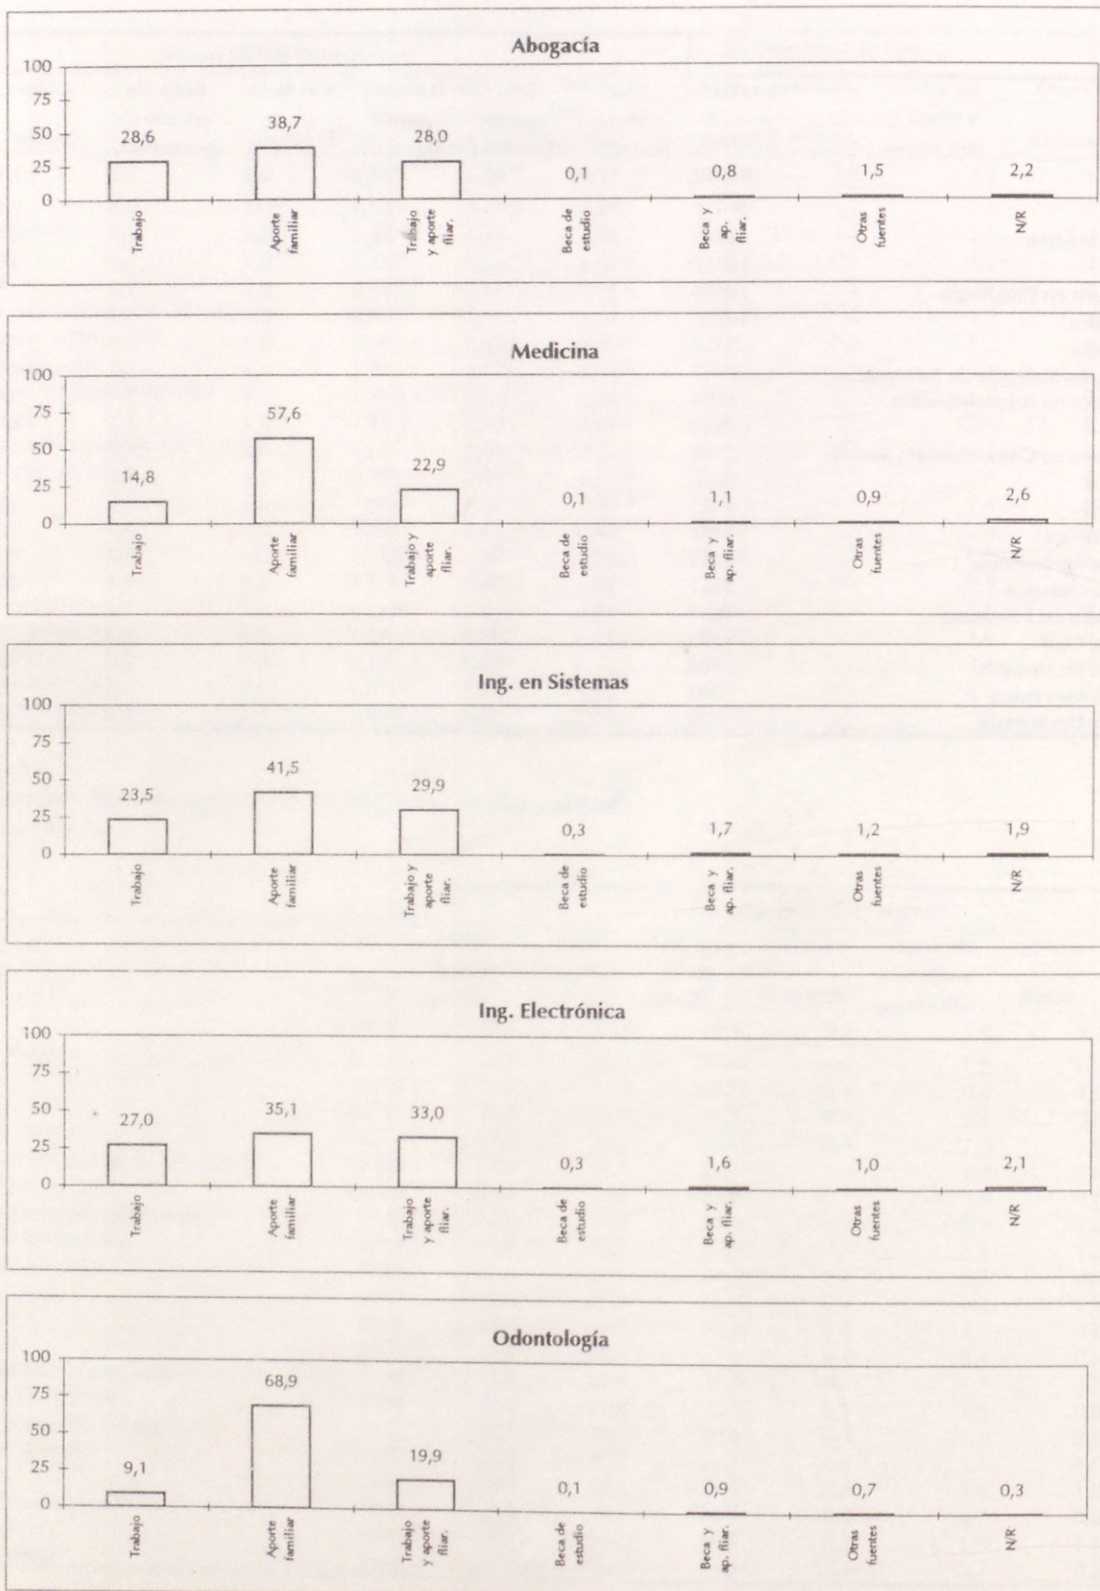 Abogacía
100
75
50
25
0
28,6
38,7
28,0
0,1
0,8
1,5
2,2
Trabajo
Aporte
familiar
Trabajo
y aporte
fliar.
Beca de
estudio
Beca y
ap.
fliar.
Otras
fuentes
N/R
Medicina
100
75
50
25
0
14,8
57,6
22,9
0,1
1,1
0,9
2,6
Trabajo
Aporte
familiar
Trabajo y
aporte
fliar.
Beca de
estudio
Beca y
ap. fliar.
Otras
fuentes
N/R
Ing. en Sistemas
100
75
50
25
0
23,5
41,5
29,9
0,3
1,7
1,2
1,9
Trabajo
Aporte
familiar
Trabajo y
aporte
fliar.
Beca de
estudio
Beca y
ap. fliar.
Otras
fuentes
N/R
Ing. Electrónica
100
75
50
25
0
27,0
35,1
33,0
0,3
1,6
1,0
2,1
Trabajo
Aporte
familiar
Trabajo
y aporte
fliar.
Beca de
estudio
Beca y
ap. fliar.
Otras
fuentes
N/R
Odontología
100
75
50
25
0
9,1
68,9
19,9
0,1
0,9
0,7
0,3
Trabajo
Aporte
familiar
Trabajo
y aporte
fliar.
Beca de
estudio
Beca y
ap. fliar.
Otras
fuentes
N/R